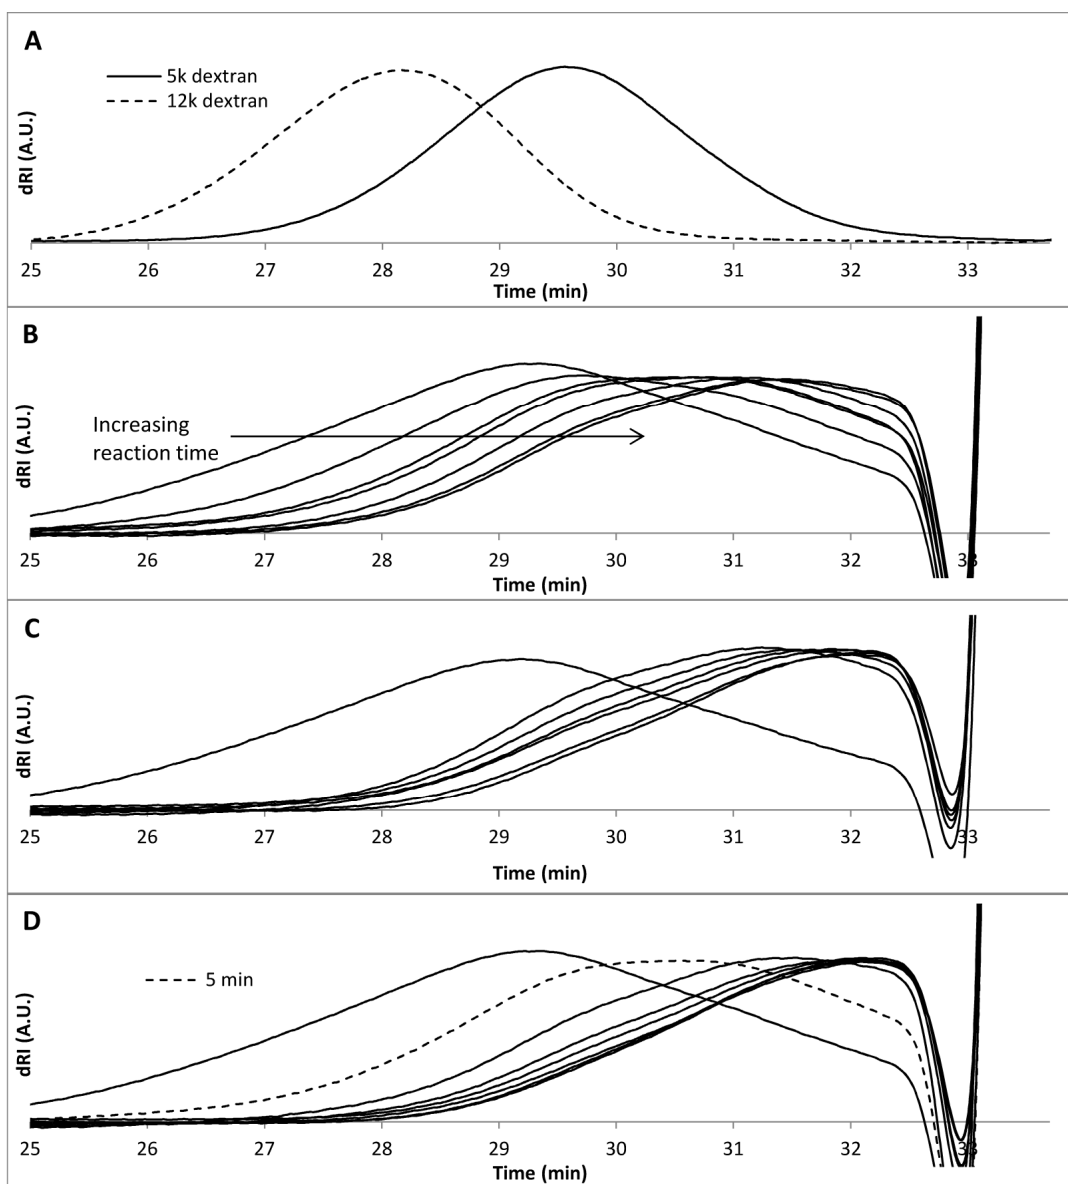 A
5k dextran
12k dextran
dRI (A.U.)
25 26 27 28 29 30 31 32 33
Time (min)
B
Increasing
reaction time
dRI (A.U.)
25 26 27 28 29 30 31 32 33
Time (min)
C
dRI (A.U.)
25 26 27 28 29 30 31 32 33
Time (min)
D
5 min
dRI (A.U.)
25 26 27 28 29 30 31 32 33
Time (min)